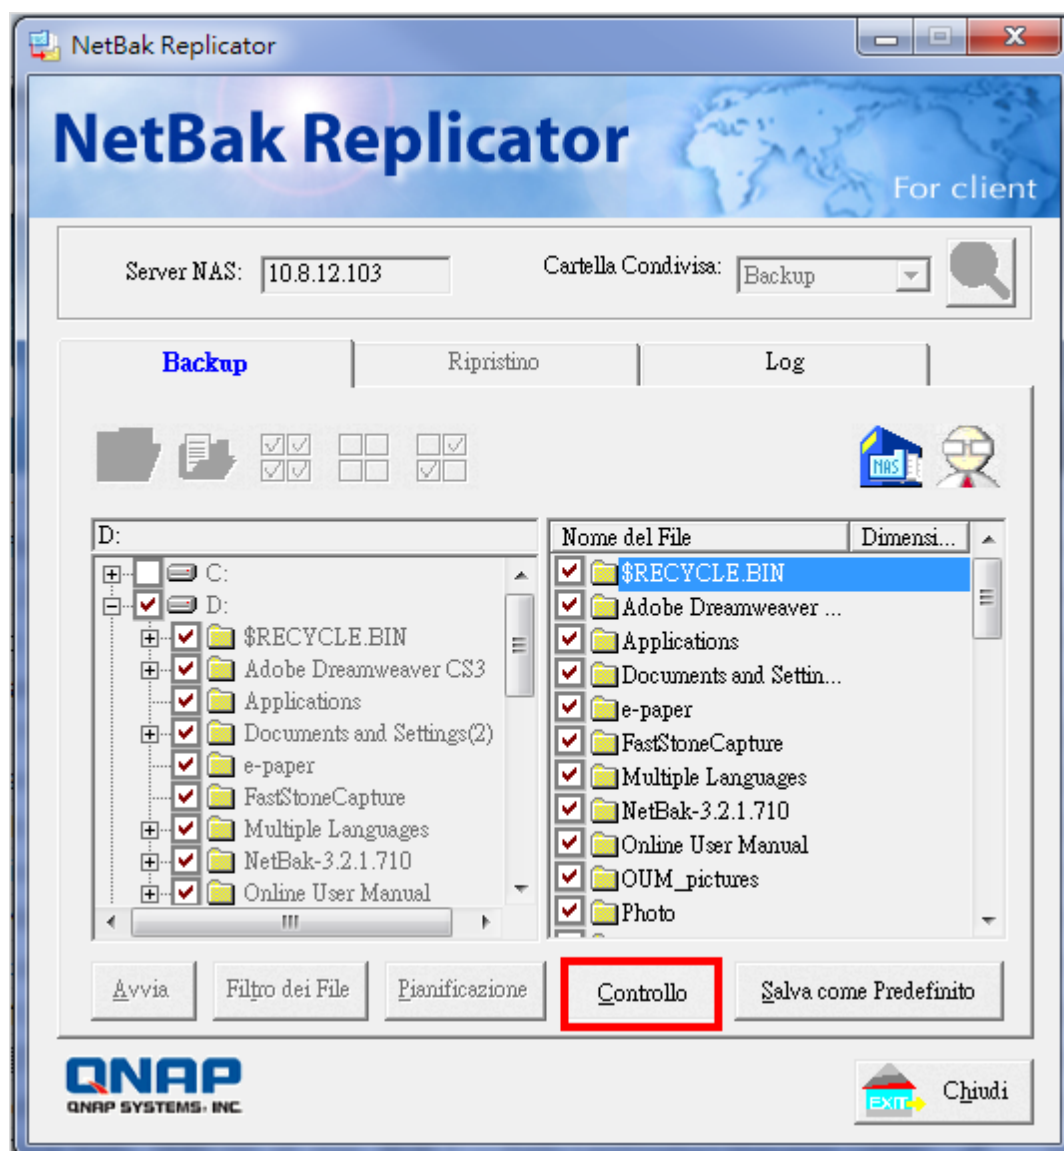 NetBak Replicator
NetBak Replicator
For client
Server NAS: 10.8.12.103 Cartella Condivisa: Backup
Backup Ripristino Log
NAS
D:
C:
D:
$RECYCLE.BIN
Adobe Dreamweaver CS3
Applications
Documents and Settings(2)
e-paper
FastStoneCapture
Multiple Languages
NetBak-3.2.1.710
Online User Manual
Nome del File Dimensi...
$RECYCLE.BIN
Adobe Dreamweaver ...
Applications
Documents and Settin...
e-paper
FastStoneCapture
Multiple Languages
NetBak-3.2.1.710
Online User Manual
OUM_pictures
Photo
Avvia Filtro dei File Pianificazione Controllo Salva come Predefinito
QNAP
QNAP SYSTEMS, INC.
EXIT Chiudi